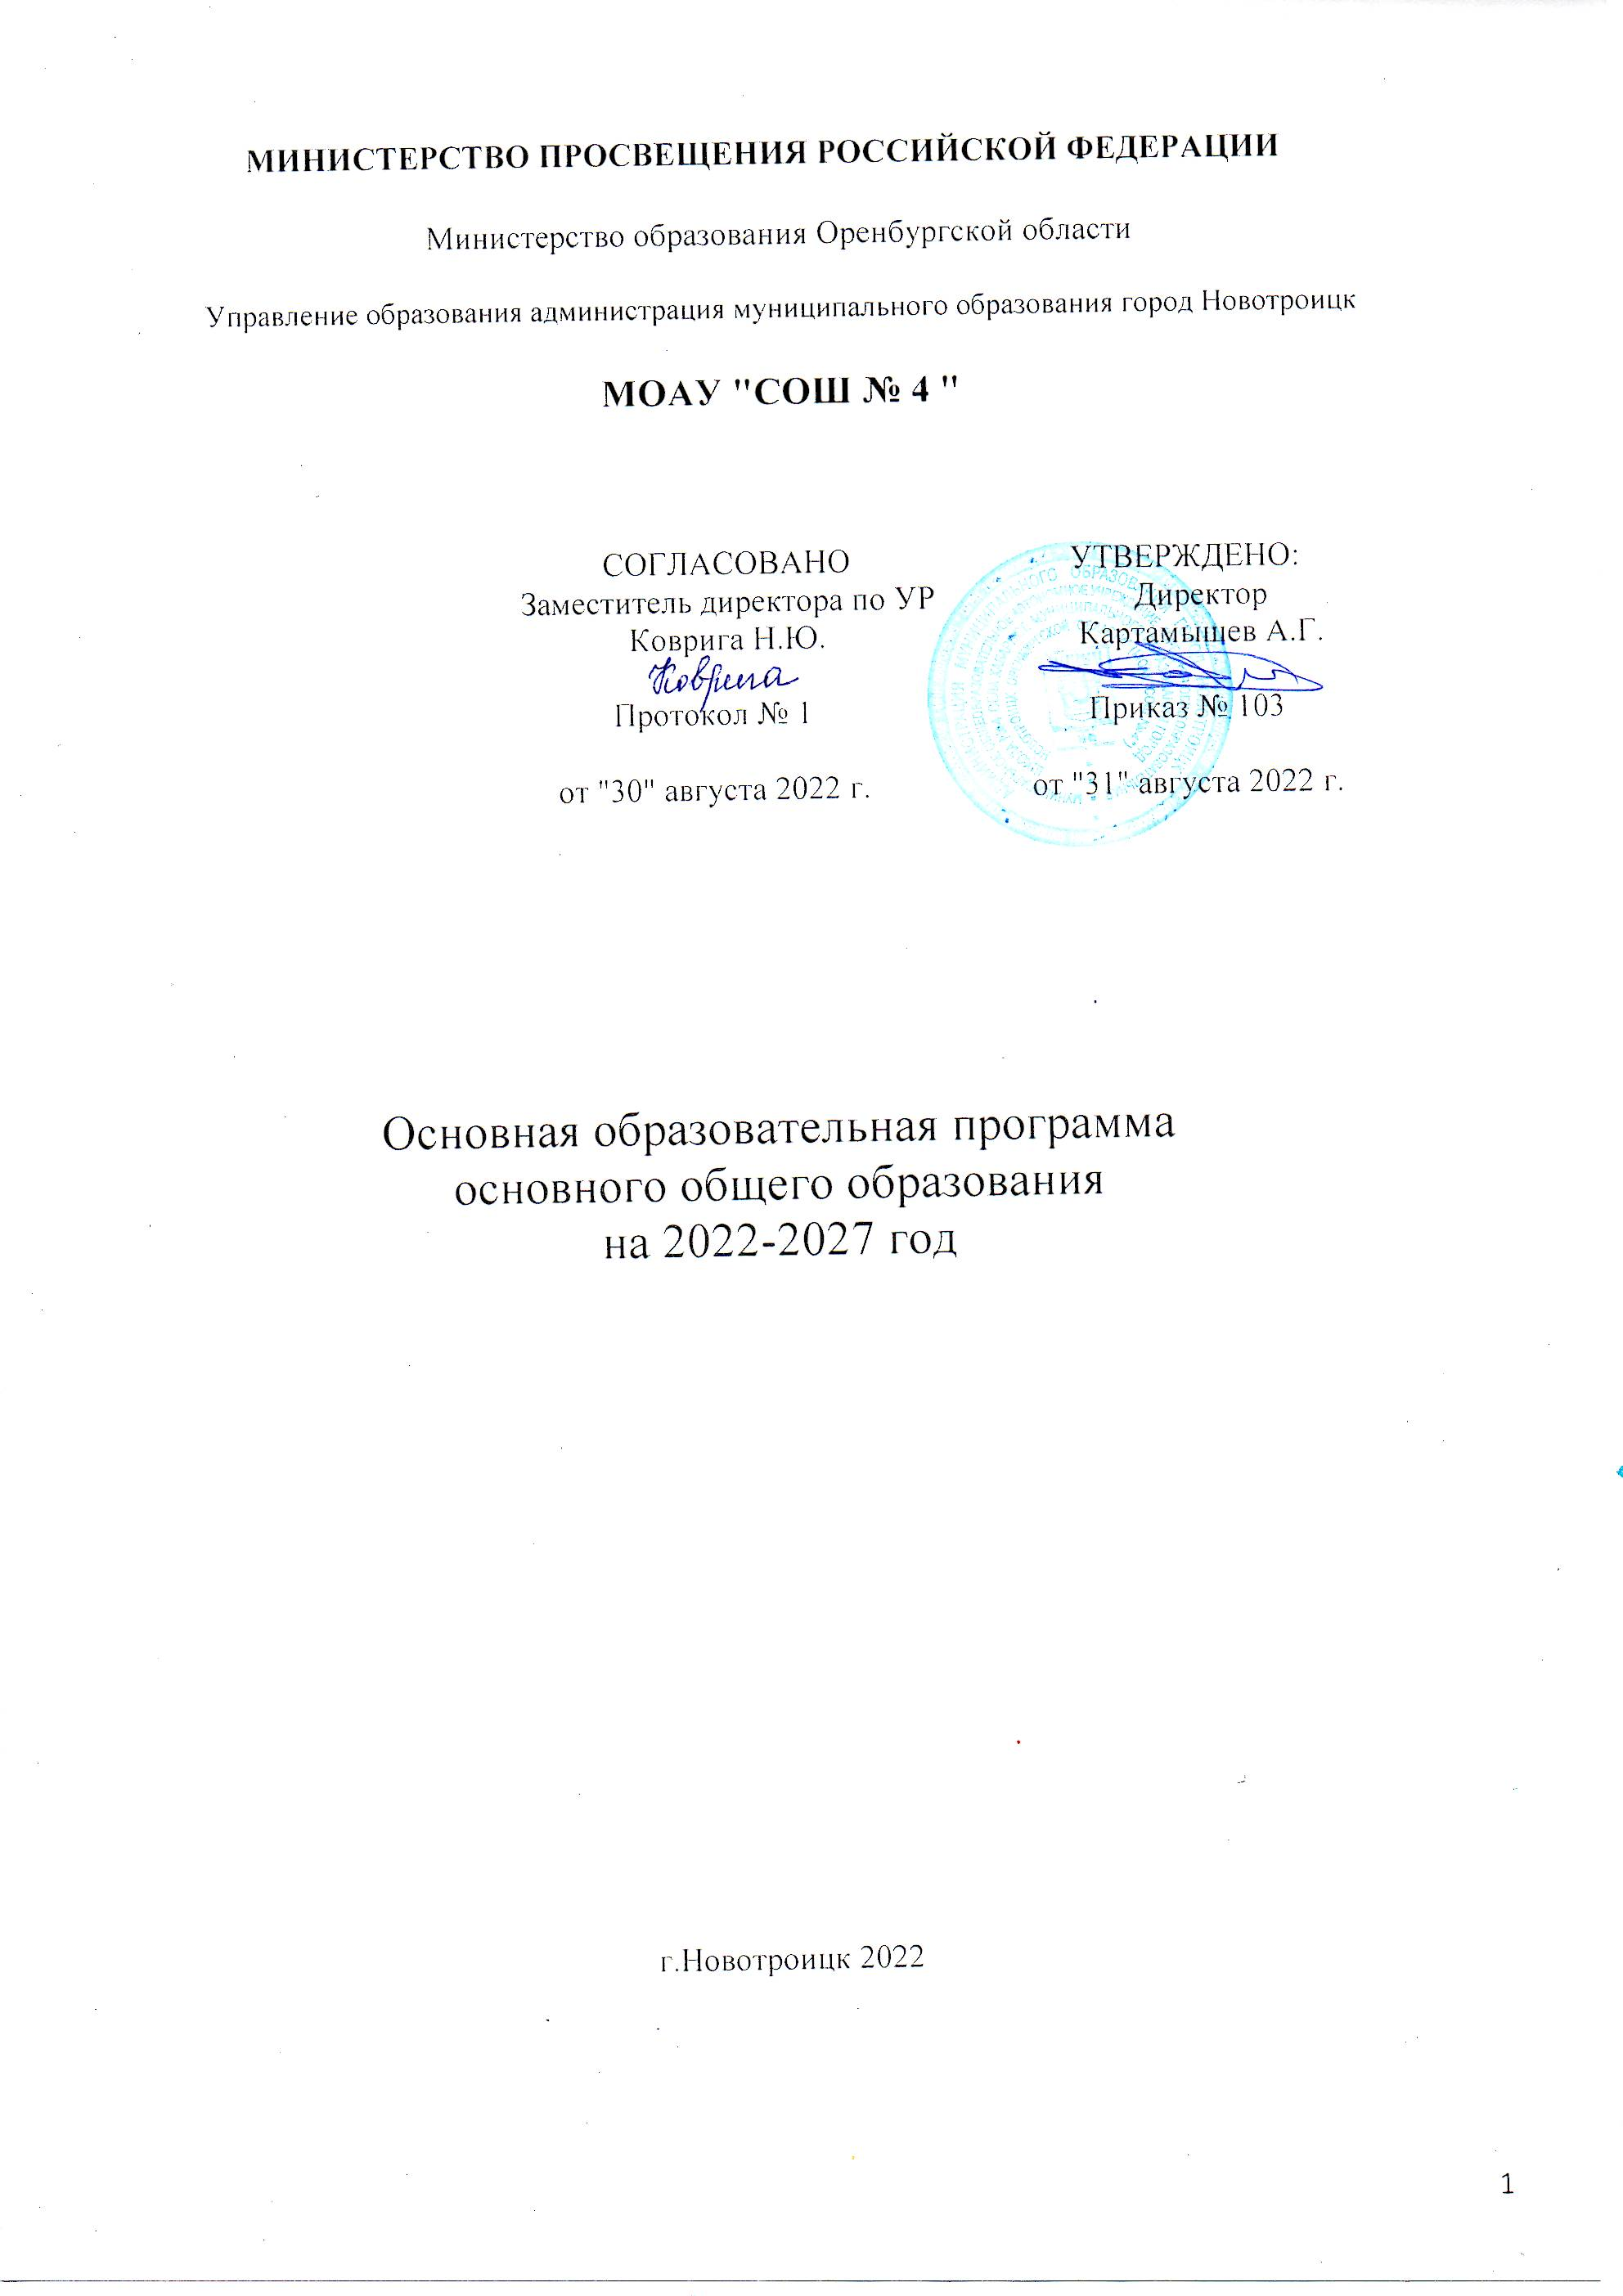 МИНИСТЕРСТВО ПРОСВЕЩЕНИЯ РОССИЙСКОЙ ФЕДЕРАЦИИ
Министерство образования Оренбургской области
Управление образования администрация муниципального образования город Новотроицк
МОАУ "СОШ № 4 "
СОГЛАСОВАНО
Заместитель директора по УР
Коврига Н.Ю.
Коврига
Протокол № 1
от "30" августа 2022 г.
УТВЕРЖДЕНО:
Директор
Картамышев А.Г.
Приказ № 103
от "31" августа 2022 г.
Основная образовательная программа
основного общего образования
на 2022-2027 год
г.Новотроицк 2022
1